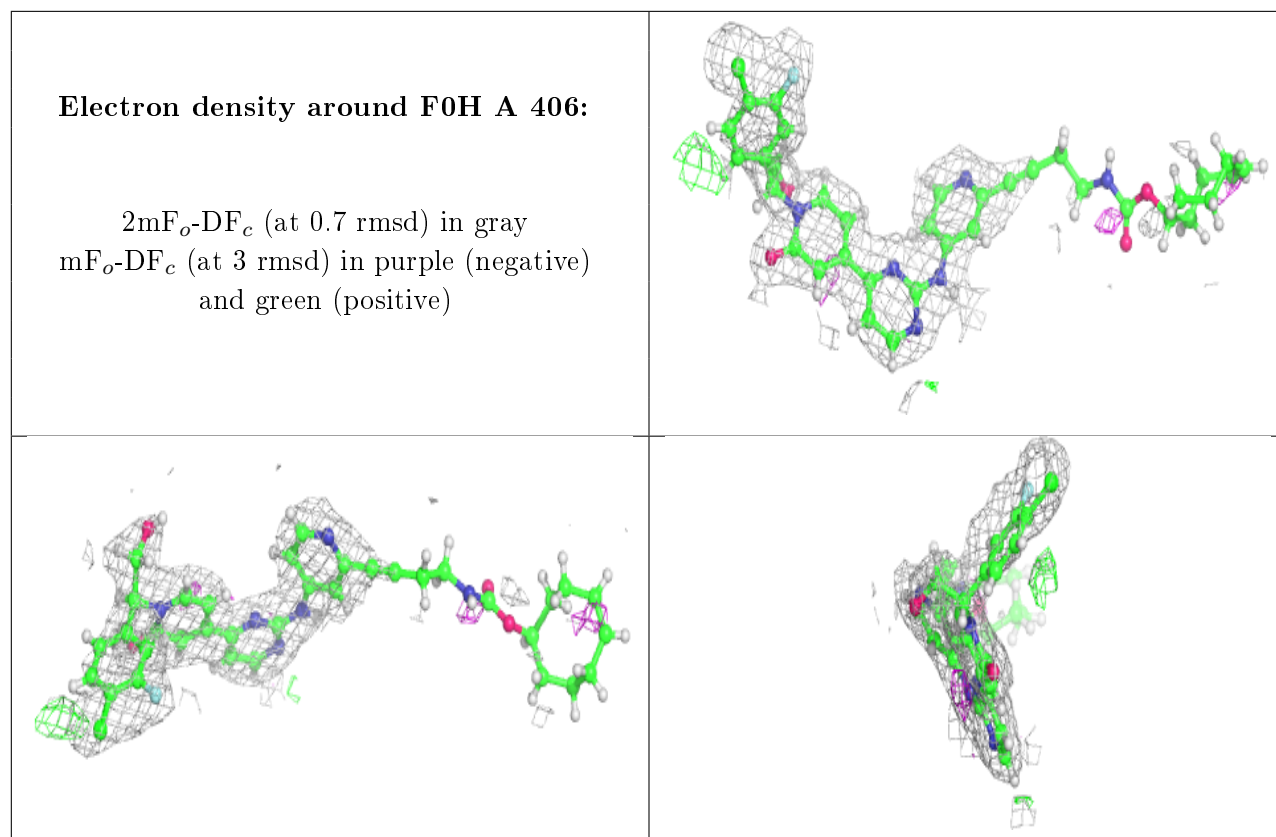 Electron density around F0H A 406:
2mFo-DFc (at 0.7 rmsd) in gray
mFo-DFc (at 3 rmsd) in purple (negative)
and green (positive)